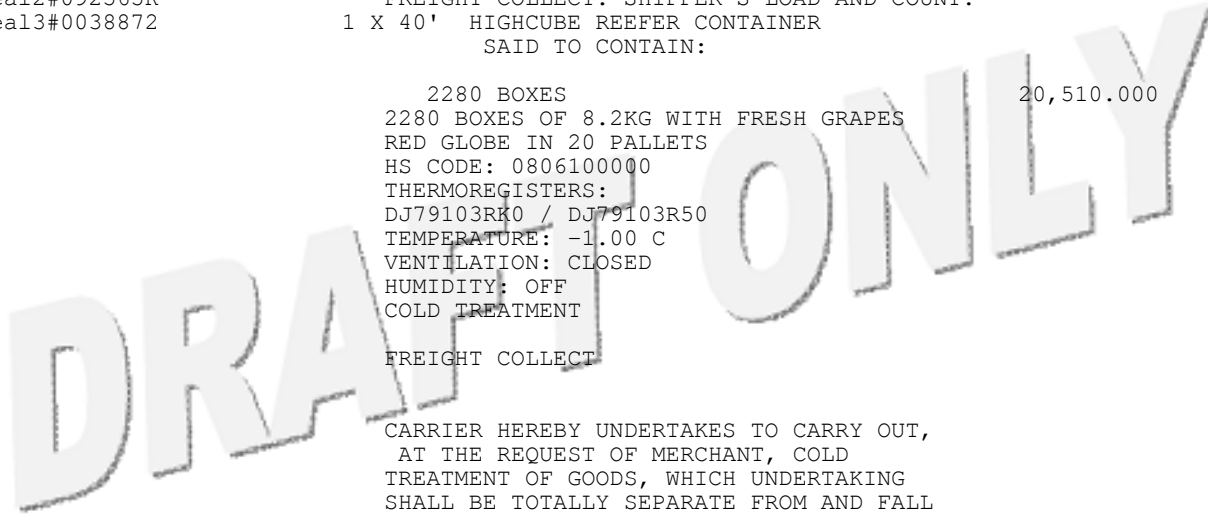 FREIGHT COLLECT. SHIPPER'S LOAD AND COUNT.
eal3#0038872 1 X 40' HIGHCUBE REEFER CONTAINER
SAID TO CONTAIN:
2280 BOXES 20,510.000
2280 BOXES OF 8.2KG WITH FRESH GRAPES
RED GLOBE IN 20 PALLETS
HS CODE: 0806100000
THERMOREGISTERS:
DJ79103RK0 / DJ79103R50
TEMPERATURE: -1.00 C
VENTILATION: CLOSED
HUMIDITY: OFF
COLD TREATMENT
FREIGHT COLLECT
CARRIER HEREBY UNDERTAKES TO CARRY OUT,
AT THE REQUEST OF MERCHANT, COLD
TREATMENT OF GOODS, WHICH UNDERTAKING
SHALL BE TOTALLY SEPARATE FROM AND FALL
DRAFT ONLY